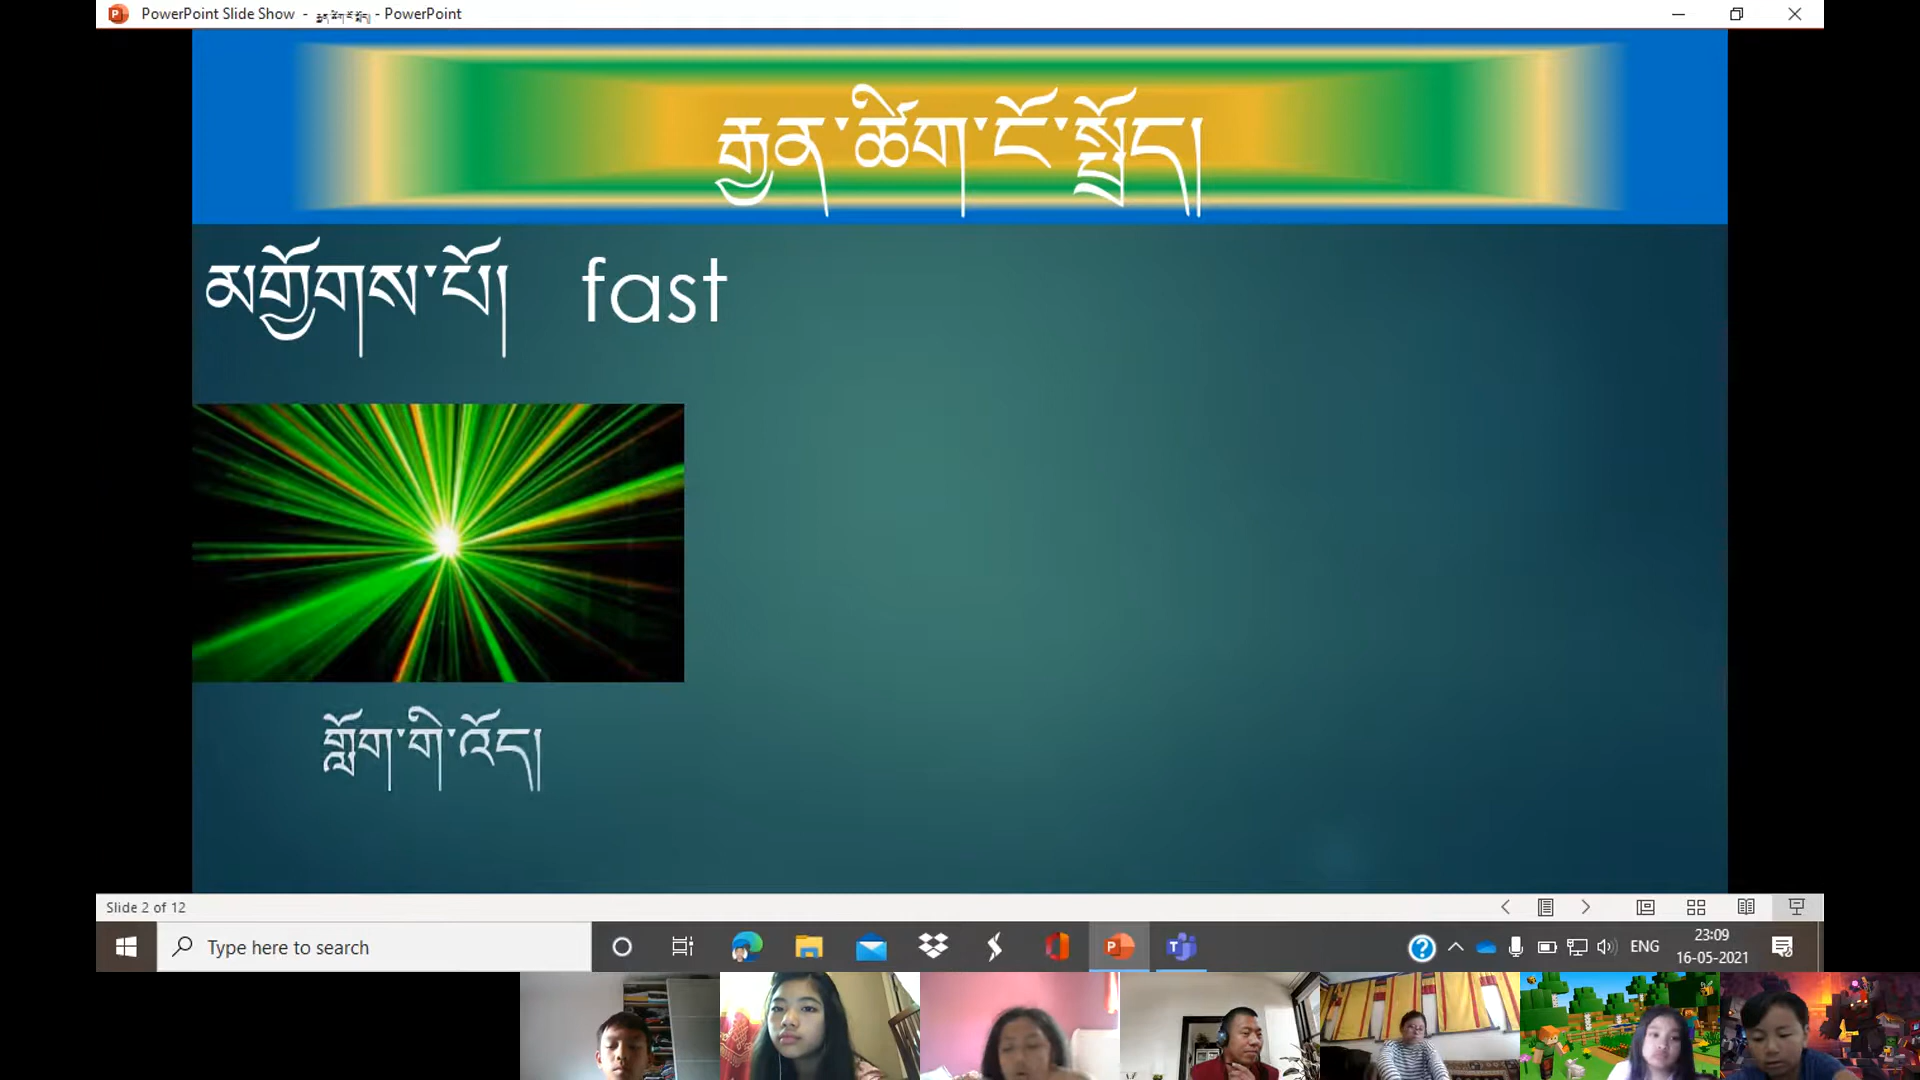 PowerPoint Slide Show - རྒྱན་ཚིག་ངོ་སྤྲོད། - PowerPoint
རྒྱན་ཚིག་ངོ་སྤྲོད།
མགྱོགས་པོ། fast
གློག་གི་འོད།
Slide 2 of 12
Type here to search
ENG
23:09
16-05-2021